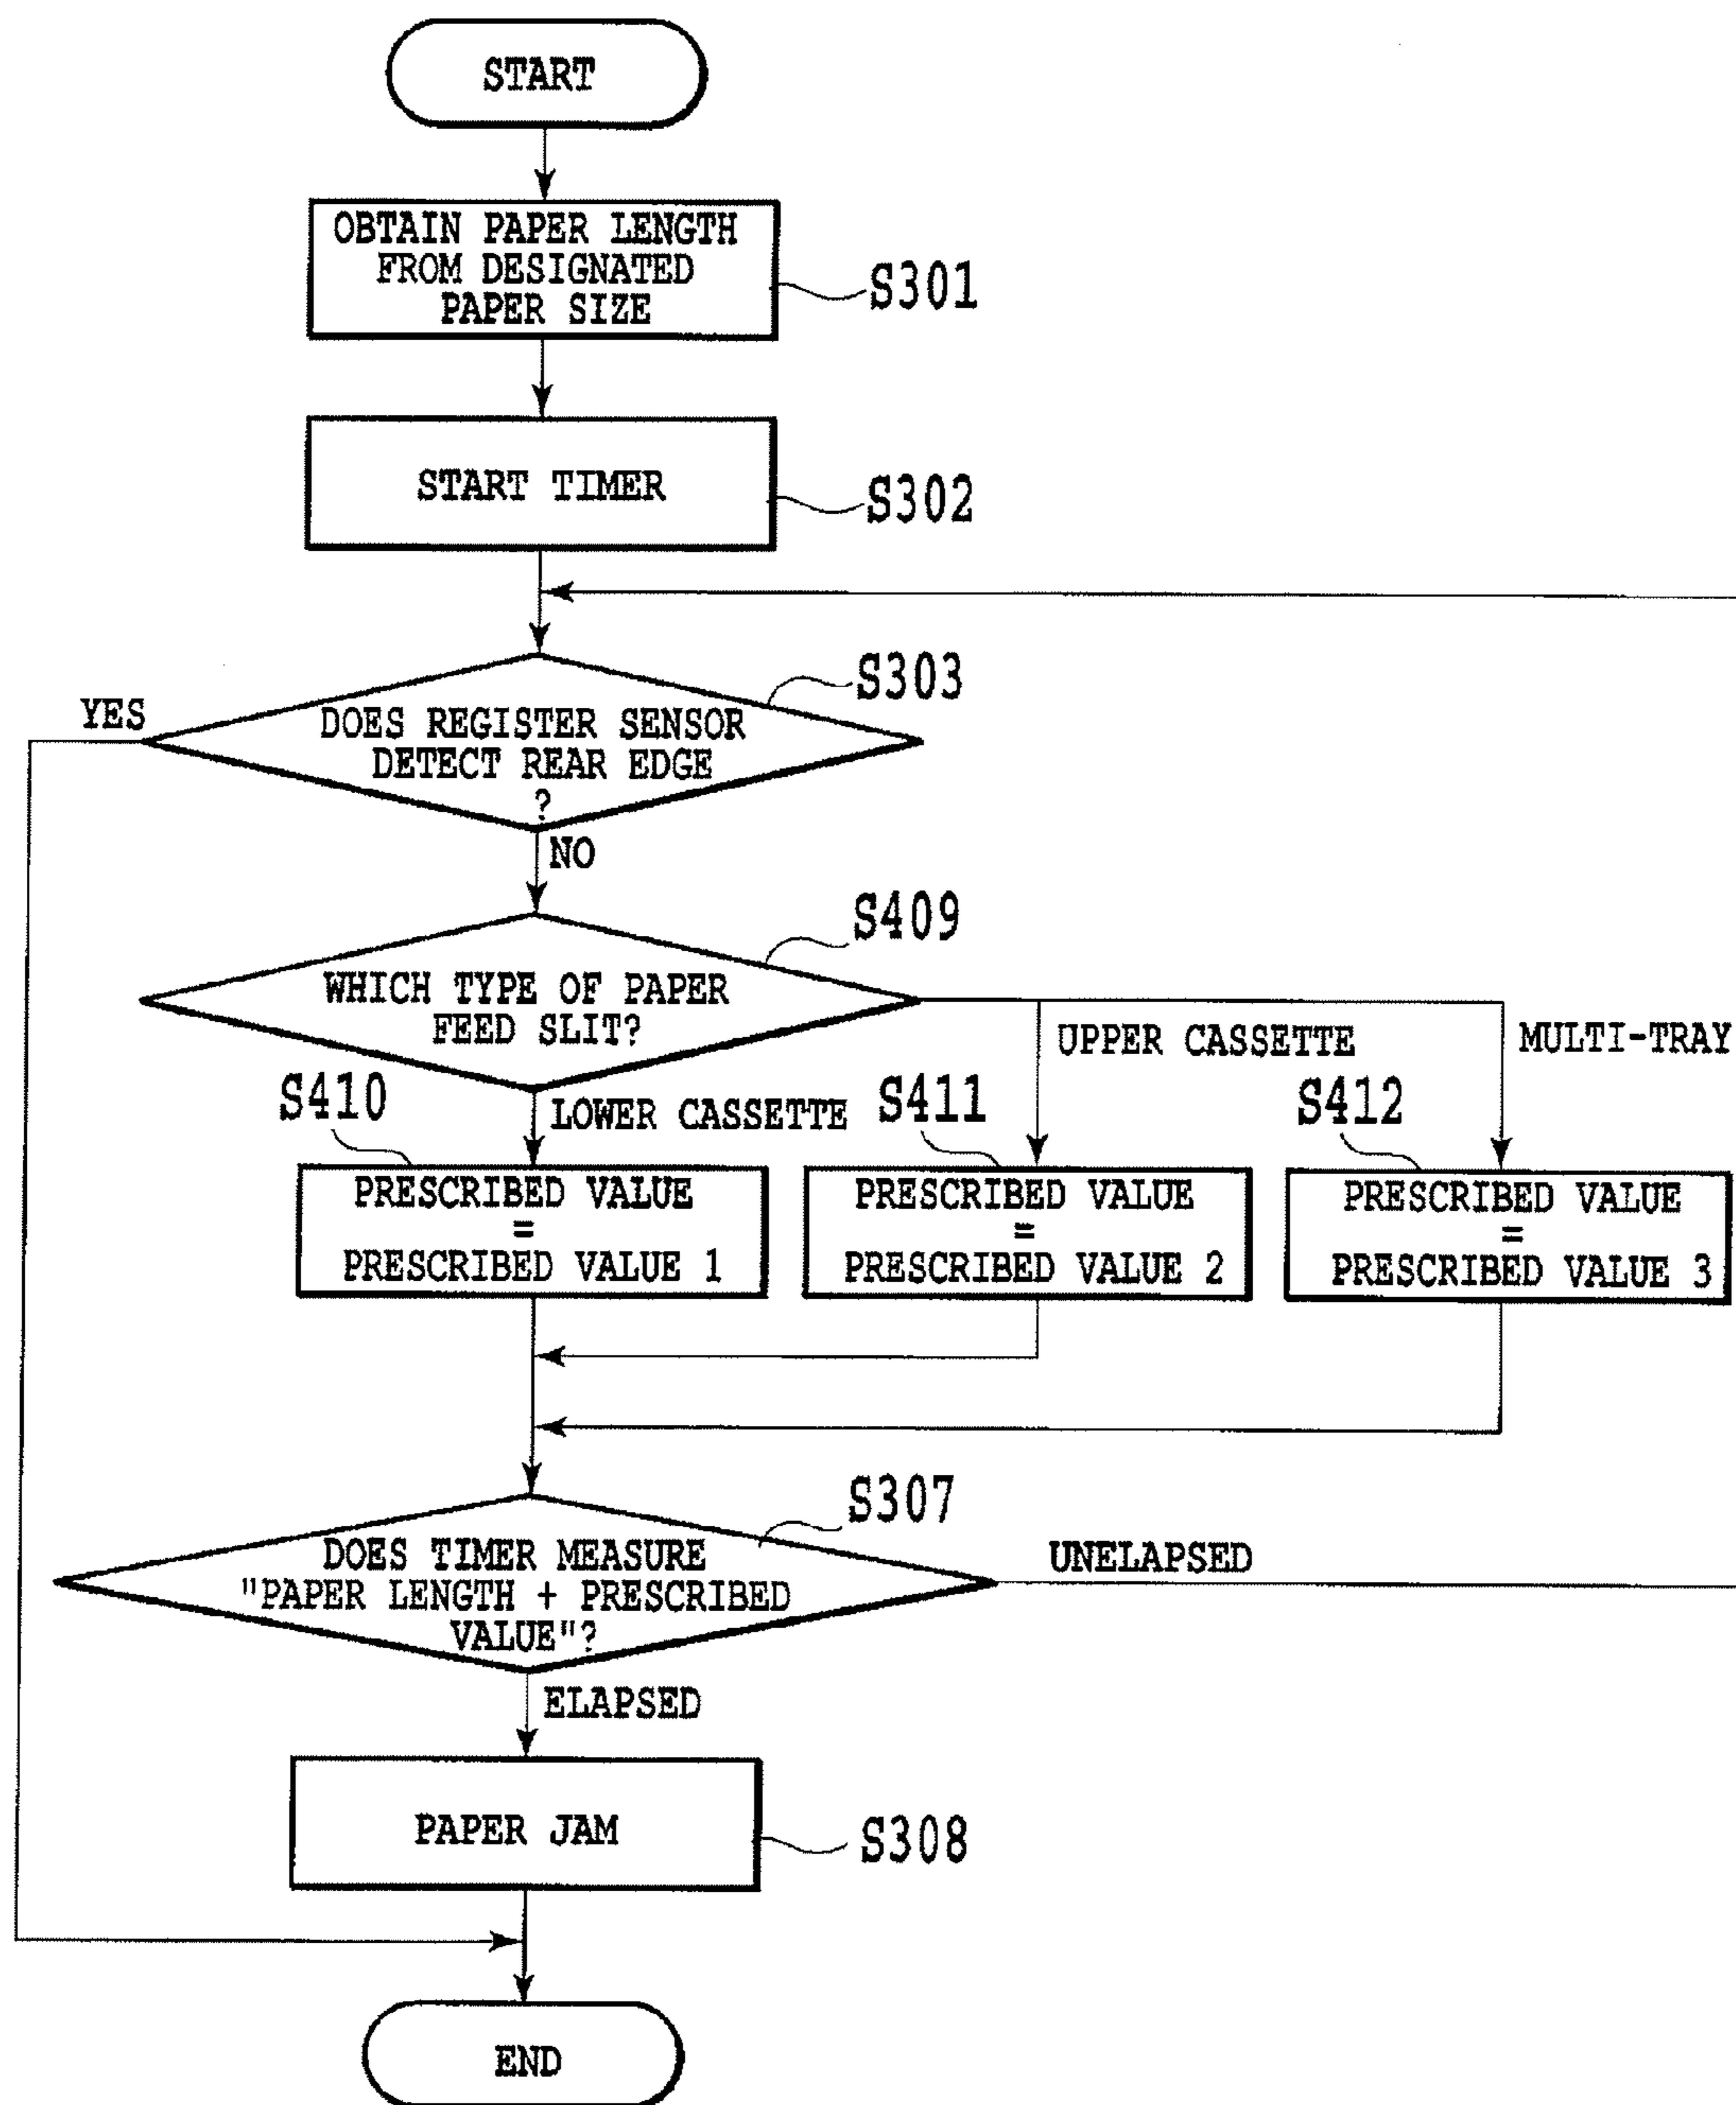 START
OBTAIN PAPER LENGTH
FROM DESIGNATED
PAPER SIZE
S301
START TIMER
S302
S303
YES
DOES REGISTER SENSOR
DETECT REAR EDGE
?
NO
S409
WHICH TYPE OF PAPER
FEED SLIT?
UPPER CASSETTE
MULTI-TRAY
S410
LOWER CASSETTE
S411
S412
PRESCRIBED VALUE
=
PRESCRIBED VALUE 1
PRESCRIBED VALUE
=
PRESCRIBED VALUE 2
PRESCRIBED VALUE
=
PRESCRIBED VALUE 3
S307
DOES TIMER MEASURE
"PAPER LENGTH + PRESCRIBED
VALUE"?
UNELAPSED
ELAPSED
PAPER JAM
S308
END